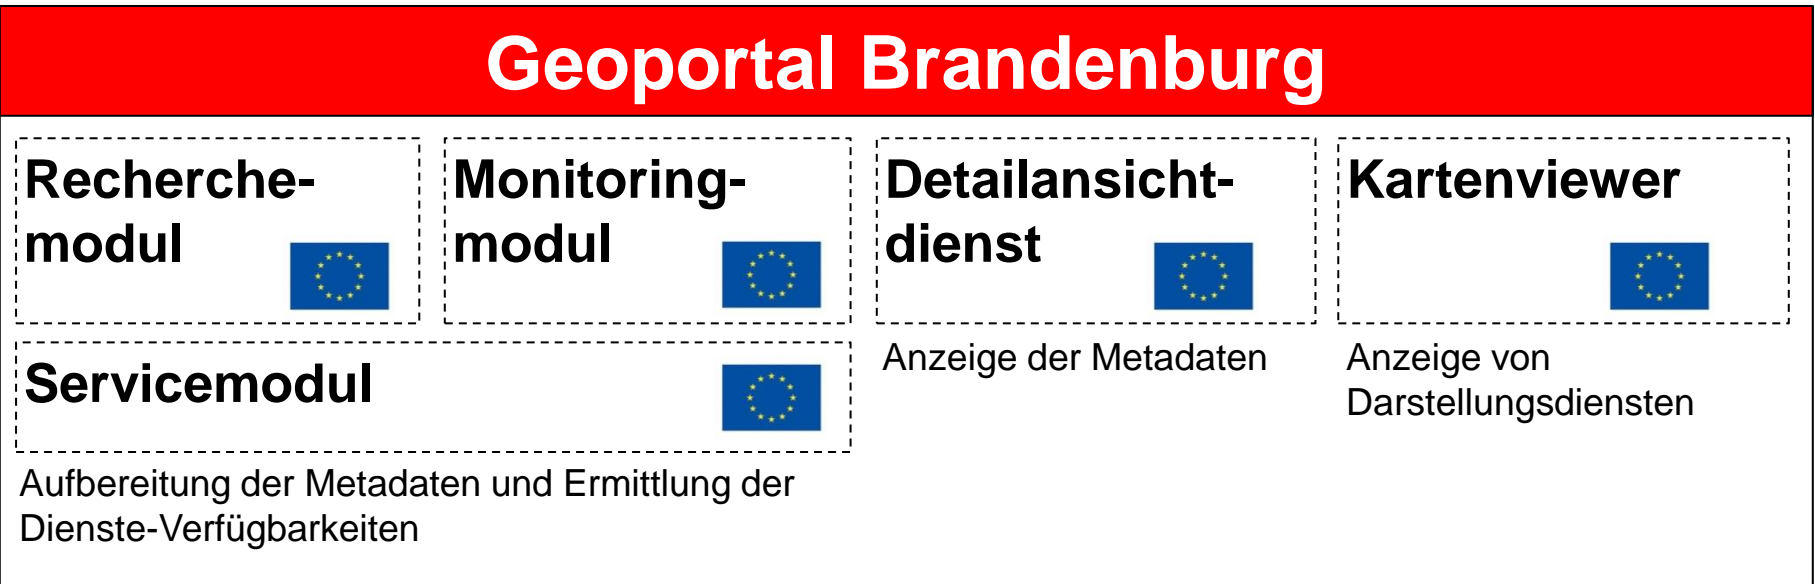 Geoportal Brandenburg
Recherche-
modul
Monitoring-
modul
Detailansicht-
dienst
Kartenviewer
Servicemodul
Anzeige der Metadaten
Anzeige von
Darstellungsdiensten
Aufbereitung der Metadaten und Ermittlung der
Dienste-Verfügbarkeiten